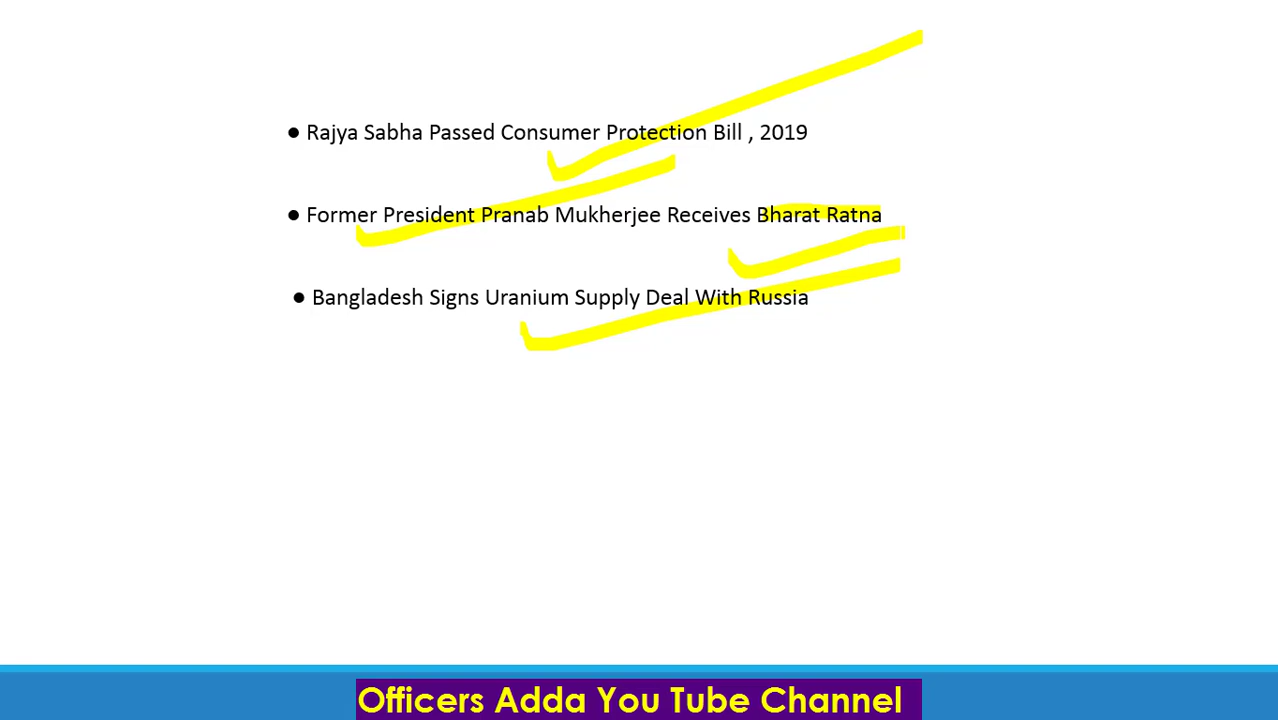 ● Rajya Sabha Passed Consumer Protection Bill , 2019
● Former President Pranab Mukherjee Receives Bharat Ratna
● Bangladesh Signs Uranium Supply Deal With Russia
Officers Adda You Tube Channel